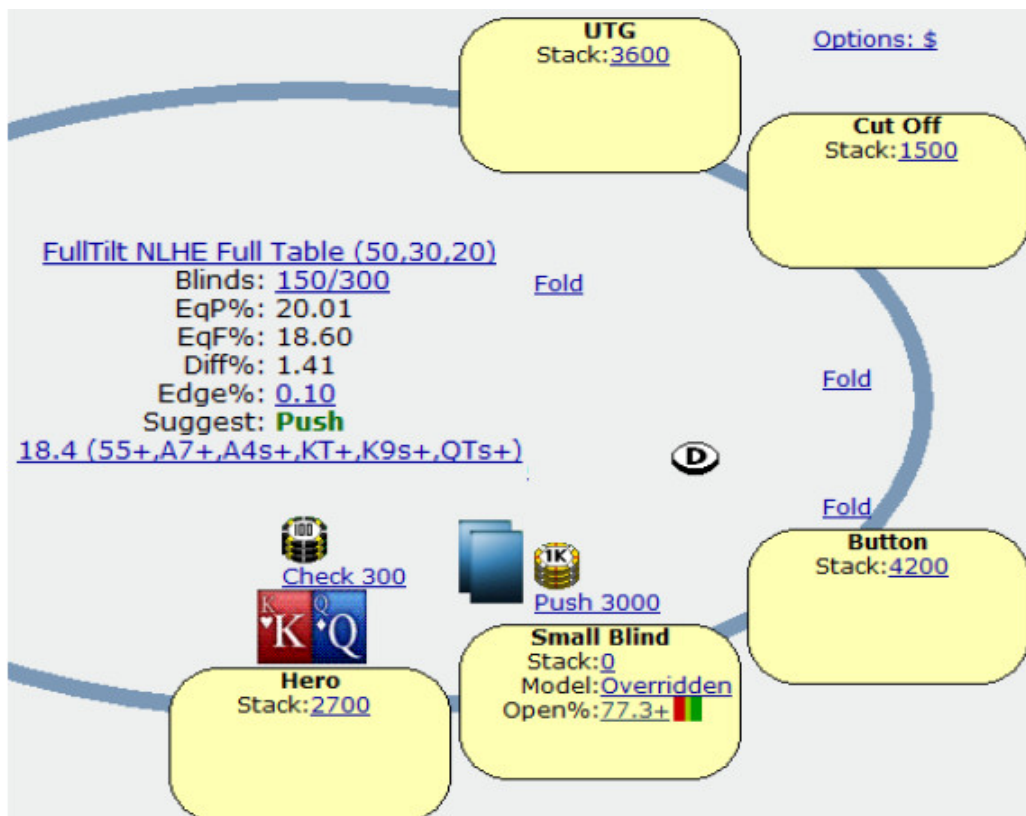 UTG
Stack:3600
Options: $
Cut Off
Stack:1500
FullTilt NLHE Full Table (50,30,20)
Blinds: 150/300
EqP%: 20.01
EqF%: 18.60
Diff%: 1.41
Edge%: 0.10
Suggest: Push
18.4 (55+,A7+,A4s+,KT+,K9s+,QTs+)
Fold
Fold
D
Fold
Button
Stack:4200
100
Check 300
1K
Push 3000
K
K
Q
Q
Small Blind
Stack:0
Model:Overridden
Open%:77.3+
Hero
Stack:2700